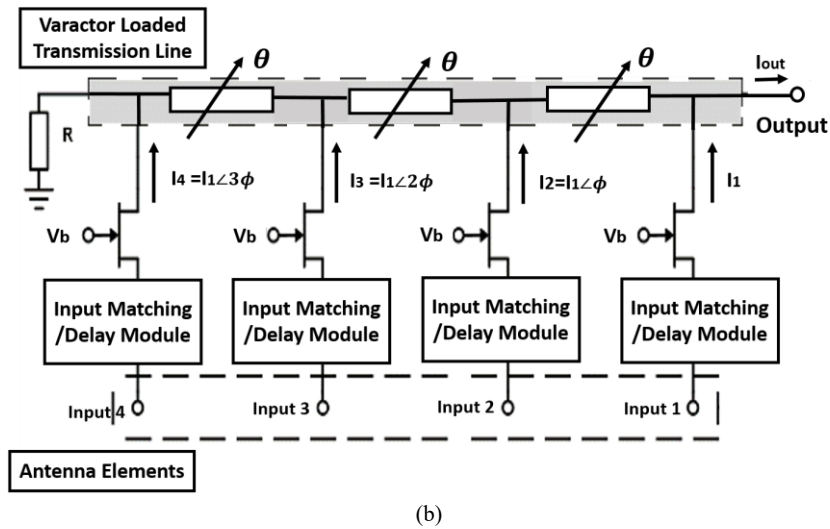 Varactor Loaded
Transmission Line
θ
θ
θ
Iout
Output
R
I4 =I1∠3ϕ
I3 =I1∠2ϕ
I2=I1∠ϕ
I1
Vb
Vb
Vb
Vb
Input Matching
/Delay Module
Input Matching
/Delay Module
Input Matching
/Delay Module
Input Matching
/Delay Module
Input 4
Input 3
Input 2
Input 1
Antenna Elements
(b)